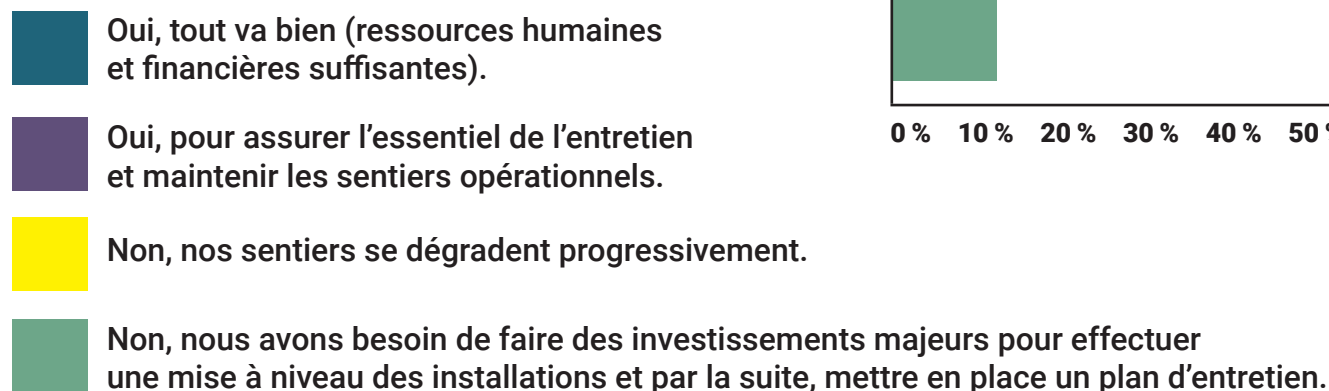 Oui, tout va bien (ressources humaines
et financières suffisantes).
Oui, pour assurer l’essentiel de l’entretien
et maintenir les sentiers opérationnels.
Non, nos sentiers se dégradent progressivement.
Non, nous avons besoin de faire des investissements majeurs pour effectuer
une mise à niveau des installations et par la suite, mettre en place un plan d’entretien.
0 % 10 % 20 % 30 % 40 % 50